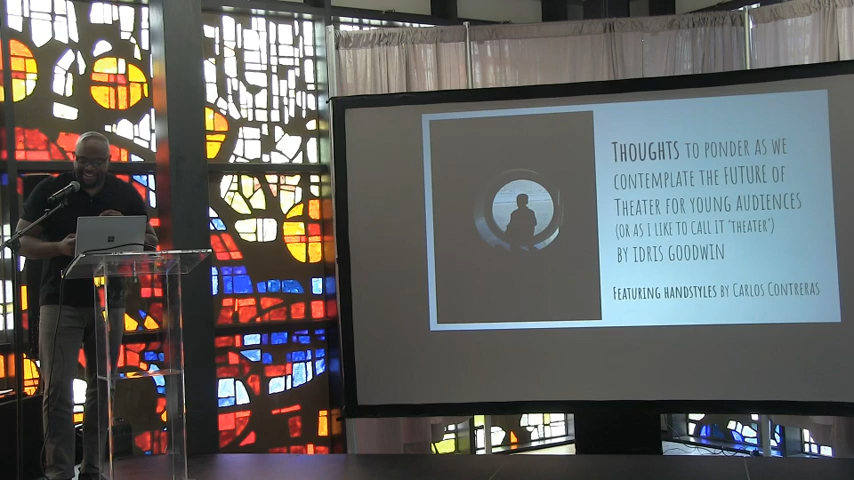 THOUGHTS TO PONDER AS WE
CONTEMPLATE THE FUTURE OF
THEATER FOR YOUNG AUDIENCES
(OR AS I LIKE TO CALL IT 'THEATER')
BY IDRIS GOODWIN
FEATURING HANDSTYLES BY CARLOS CONTRERAS